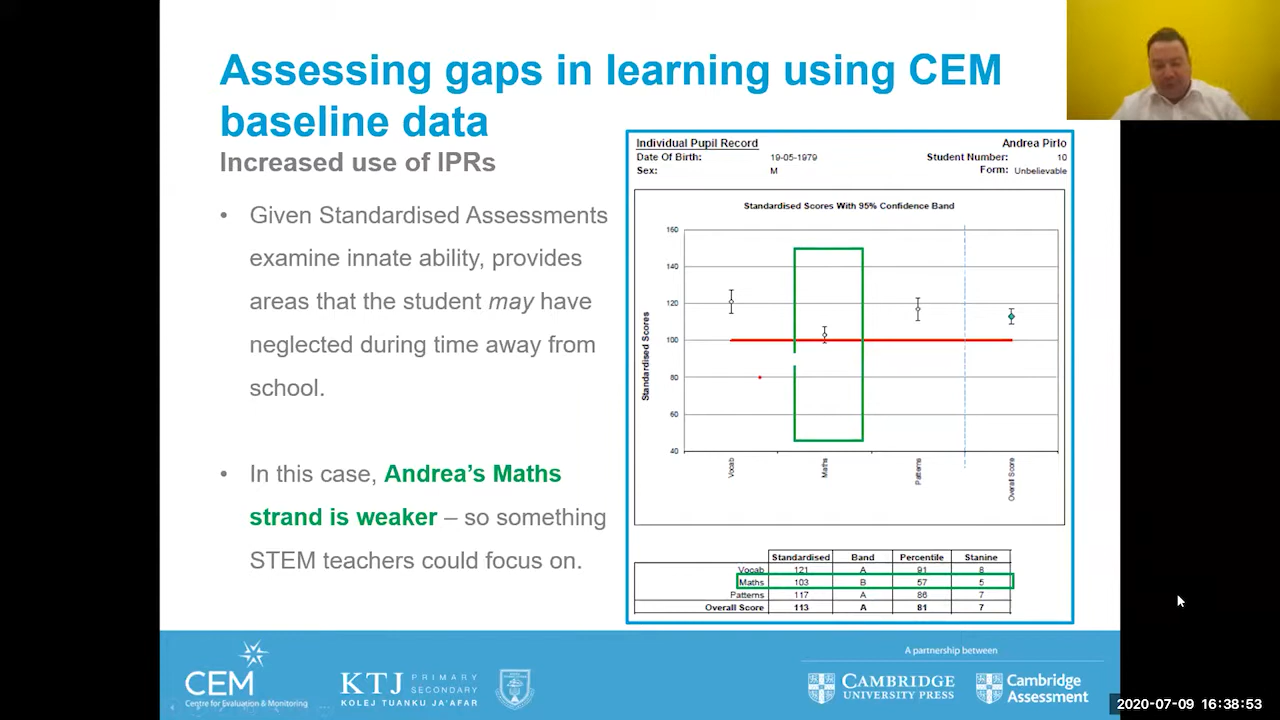 Assessing gaps in learning using CEM
baseline data
Increased use of IPRs
• Given Standardised Assessments
examine innate ability, provides
areas that the student may have
neglected during time away from
school.
• In this case, Andrea's Maths
strand is weaker – so something
STEM teachers could focus on.
Individual Pupil Record Andrea Pirlo
Date Of Birth: 19-05-1979 Student Number: 10
Sex: M Form: Unbelievable
Standardised Scores With 95% Confidence Band
Standardised Scores
160
140
120
100
80
60
40
Vocab Maths Patterns Overall Score
Standardised Band Percentile Stanine
Vocab 121 A 91 8
Maths 103 B 57 5
Patterns 117 A 86 7
Overall Score 113 A 81 7
CEM
Centre for Evaluation & Monitoring
KTJ PRIMARY SECONDARY
KOLEJ TUANKU JA'AFAR
A partnership between
CAMBRIDGE
UNIVERSITY PRESS
Cambridge
Assessment
2020-07-09 16:38:53